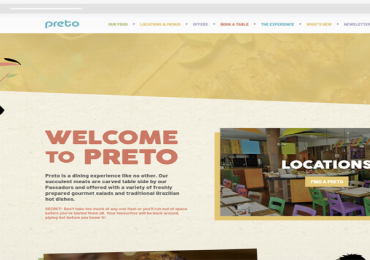 preto
OUR FOOD • LOCATIONS & MENUS • OFFERS • BOOK A TABLE • THE EXPERIENCE • WHAT'S NEW • NEWSLETTER
WELCOME
TO PRETO
Preto is a dining experience like no other. Our
succulent meats are carved table side by our
Passadors and offered with a variety of freshly
prepared gourmet salads and traditional Brazilian
hot dishes.
SECRET: Don't take too much of any one item or you'll run out of space
before you've tasted them all. Your favourites will be back around,
piping hot before you know it!
LOCATIONS
FIND A PRETO